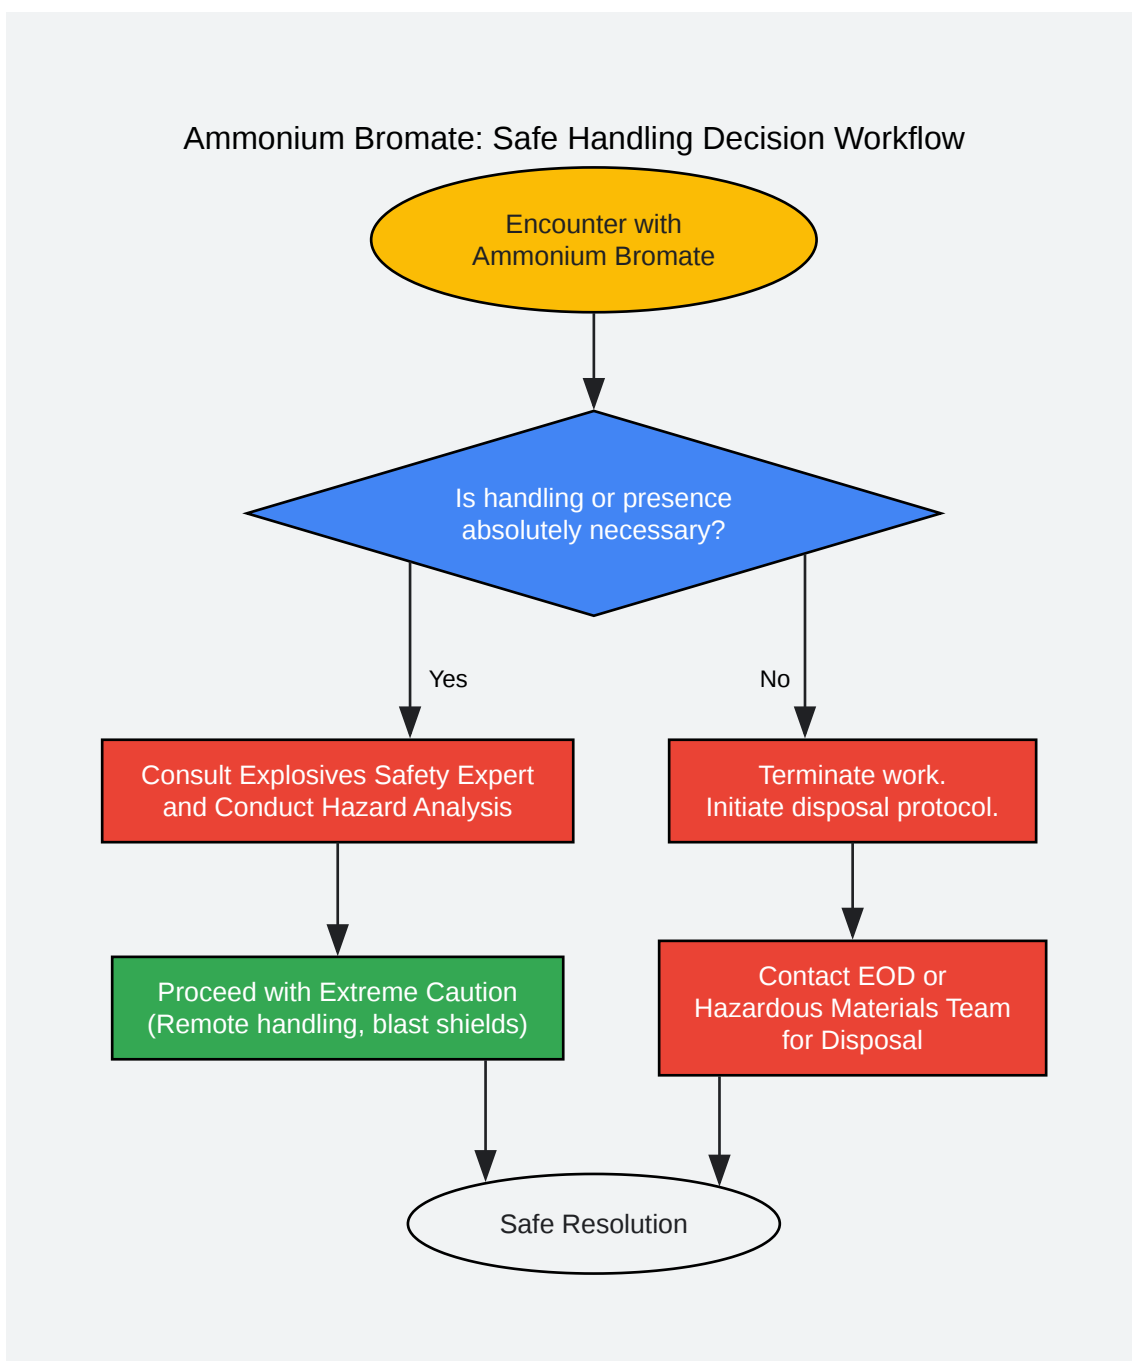 Ammonium Bromate: Safe Handling Decision Workflow
Encounter with
Ammonium Bromate
Is handling or presence
absolutely necessary?
Yes
No
Consult Explosives Safety Expert
and Conduct Hazard Analysis
Terminate work.
Initiate disposal protocol.
Proceed with Extreme Caution
(Remote handling, blast shields)
Contact EOD or
Hazardous Materials Team
for Disposal
Safe Resolution